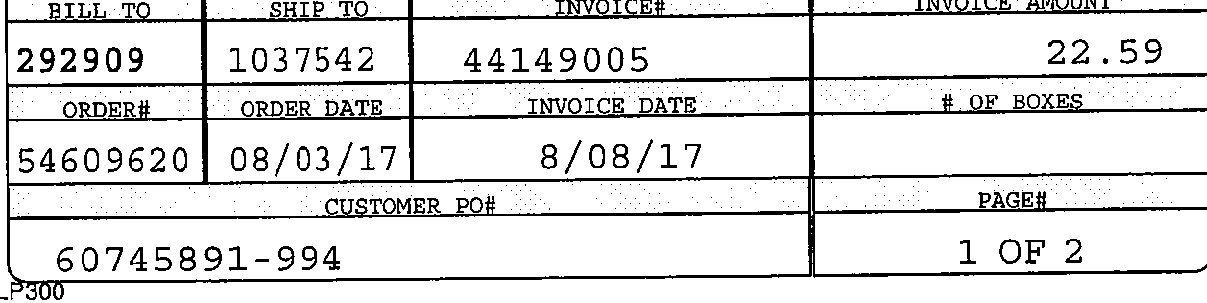 BILL TO SHIP TO INVOICE# INVOICE AMOUNT
292909 1037542 44149005 22.59
ORDER# ORDER DATE INVOICE DATE # OF BOXES
54609620 08/03/17 8/08/17
CUSTOMER PO# PAGE#
60745891-994 1 OF 2
P300